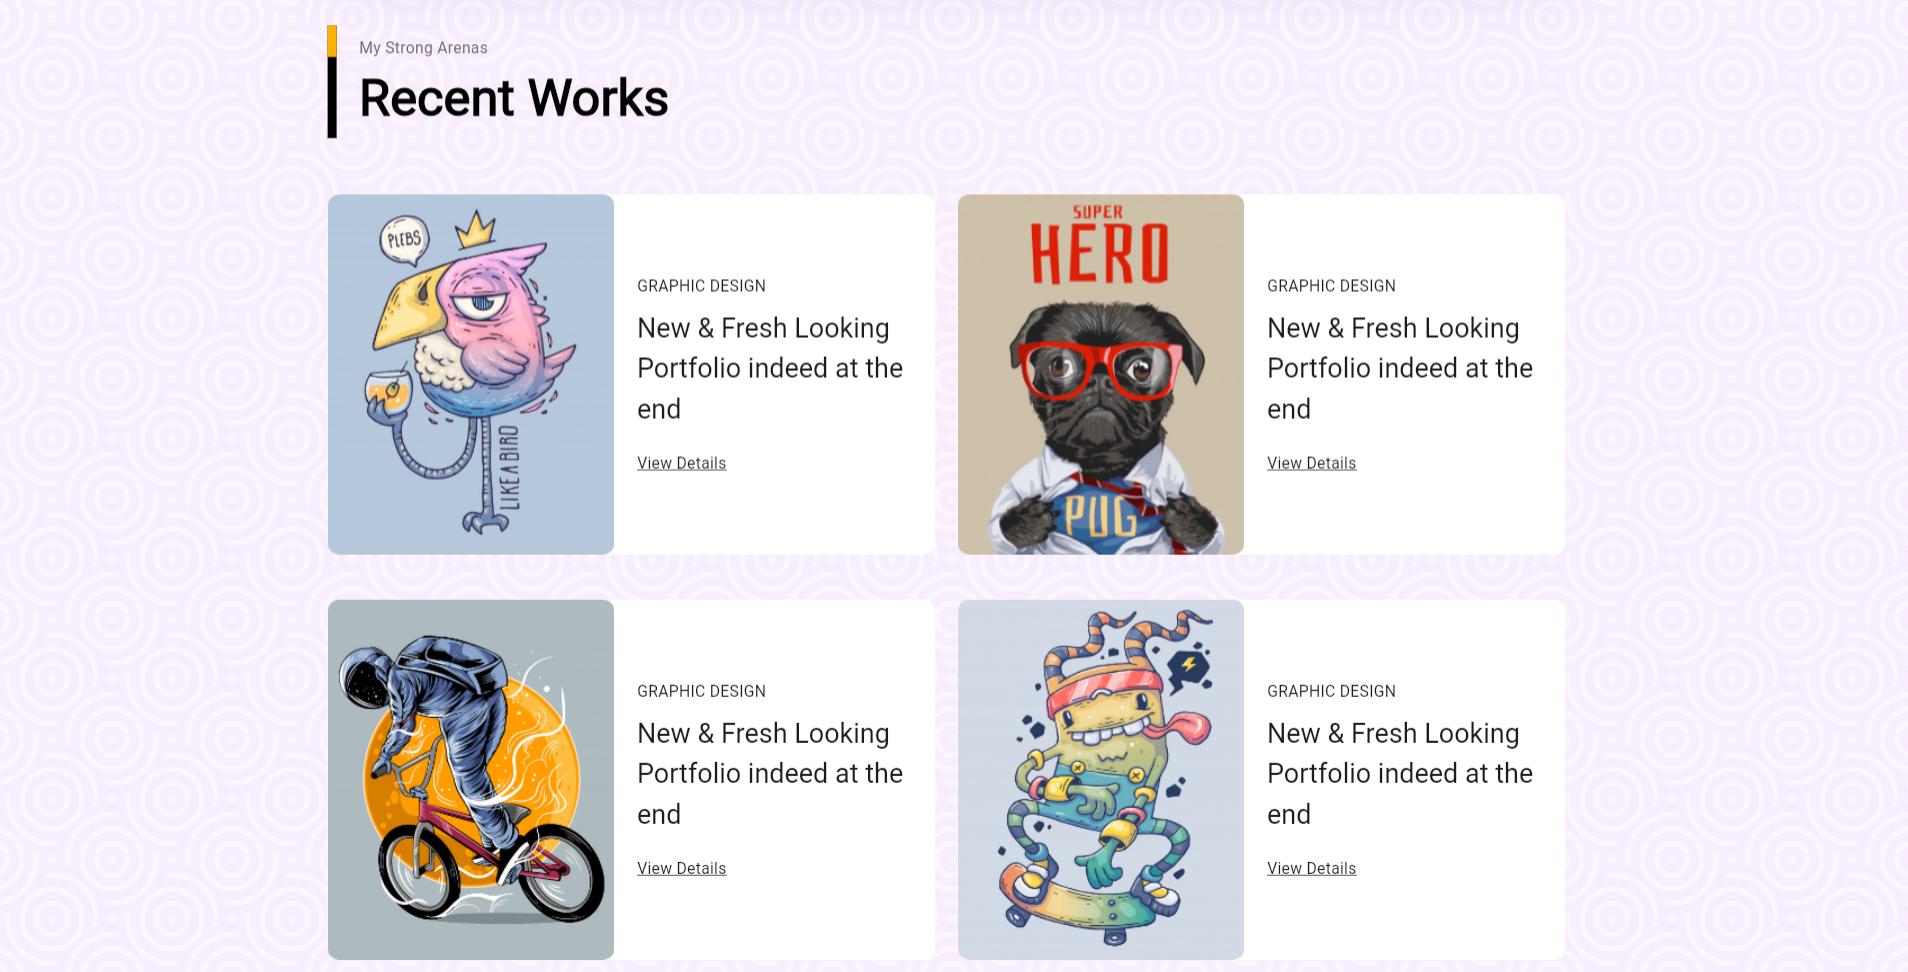 My Strong Arenas
Recent Works
PLEBS
LIKE A BIRD
GRAPHIC DESIGN
New & Fresh Looking
Portfolio indeed at the
end
View Details
SUPER
HERO
PUG
GRAPHIC DESIGN
New & Fresh Looking
Portfolio indeed at the
end
View Details
GRAPHIC DESIGN
New & Fresh Looking
Portfolio indeed at the
end
View Details
GRAPHIC DESIGN
New & Fresh Looking
Portfolio indeed at the
end
View Details